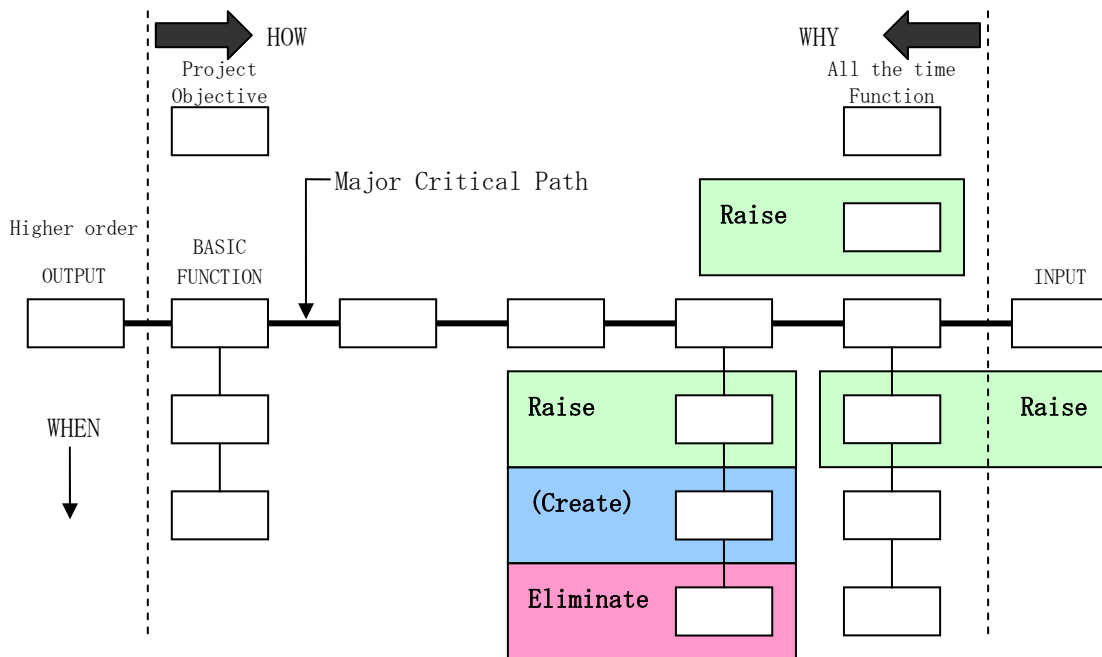 HOW
WHY
Project
Objective
All the time
Function
Major Critical Path
Raise
Higher order
OUTPUT
BASIC
FUNCTION
INPUT
WHEN
Raise
Raise
(Create)
Eliminate